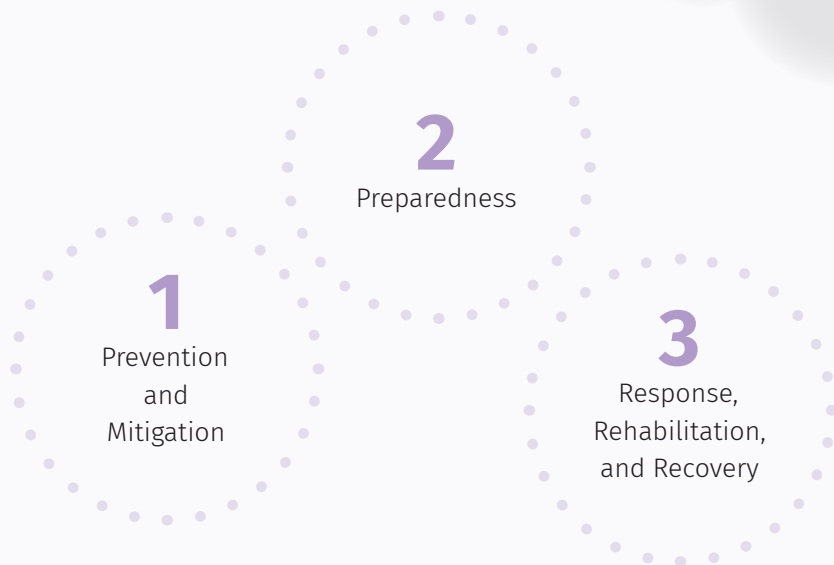 1
Prevention
and
Mitigation
2
Preparedness
3
Response,
Rehabilitation,
and Recovery